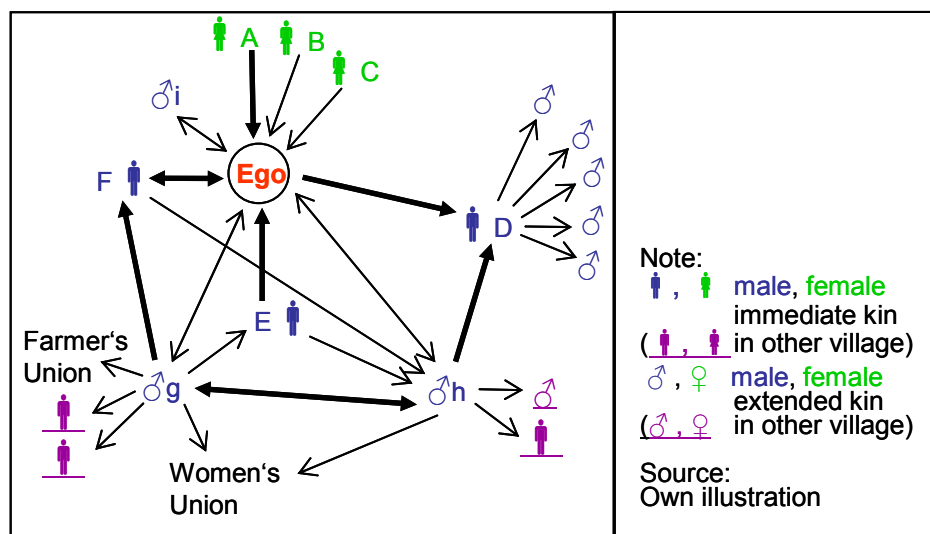 A
B
C
♂i
F
Ego
D
E
Farmer‘s
Union
♂g
♂h
Women‘s
Union
Note:
, male, female
immediate kin
( , in other village)
♂ , ♀ male, female
extended kin
(♂ , ♀ in other village)
Source:
Own illustration